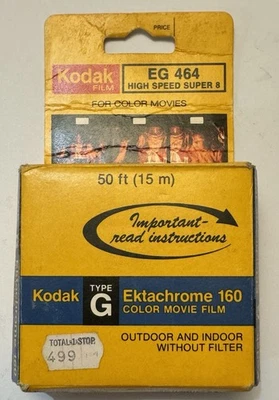 PRICE
Kodak
FILM
EG 464
HIGH SPEED SUPER 8
FOR COLOR MOVIES
50 ft (15 m)
Important-
read instructions
Kodak
TYPE
G
Ektachrome 160
COLOR MOVIE FILM
TOTAL 1 STOP
499
OUTDOOR AND INDOOR
WITHOUT FILTER